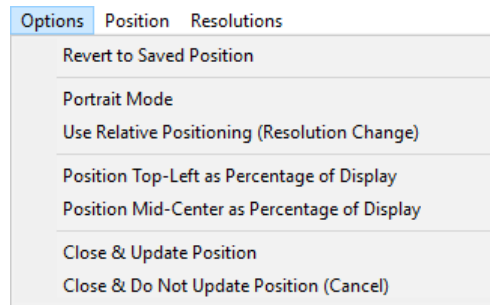 Options Position Resolutions
Revert to Saved Position
Portrait Mode
Use Relative Positioning (Resolution Change)
Position Top-Left as Percentage of Display
Position Mid-Center as Percentage of Display
Close & Update Position
Close & Do Not Update Position (Cancel)